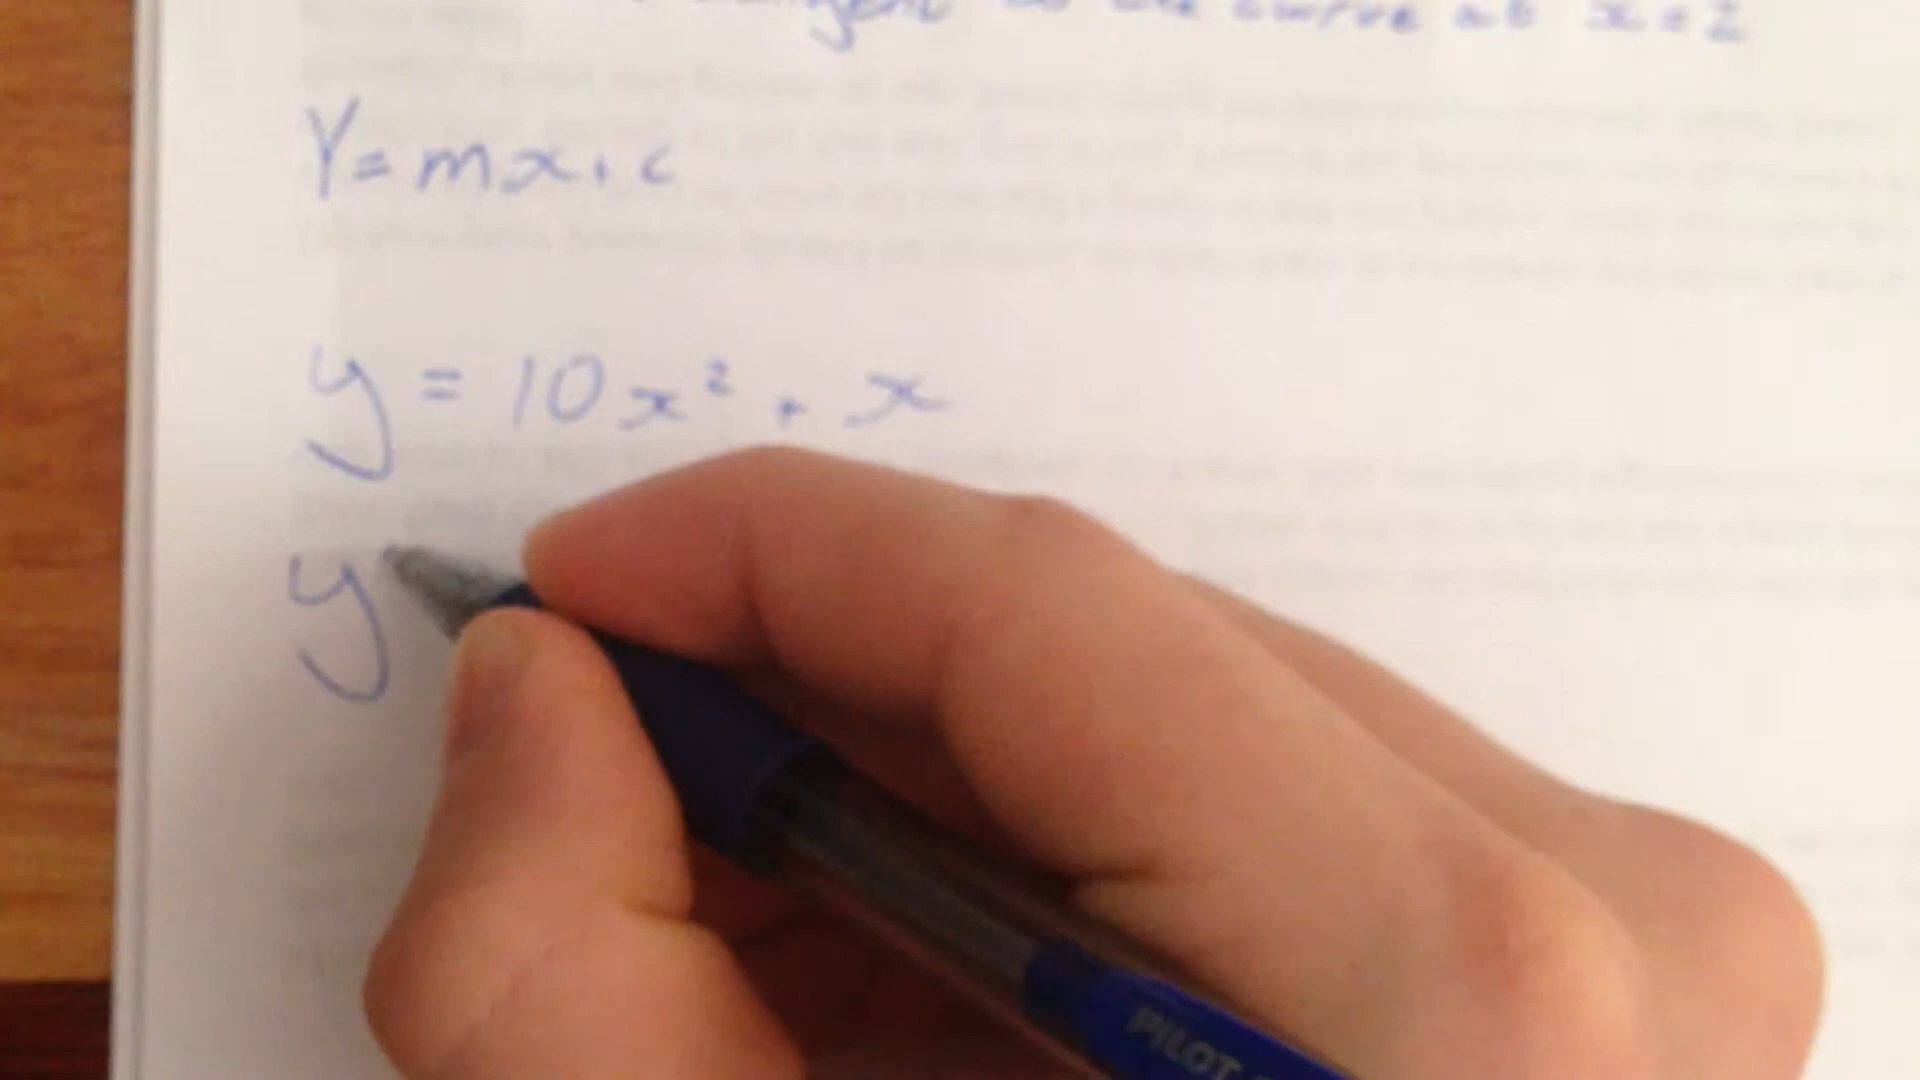 tangent to the curve at x = 2
Y = mx + c
y = 10x² + x
y
PILOT